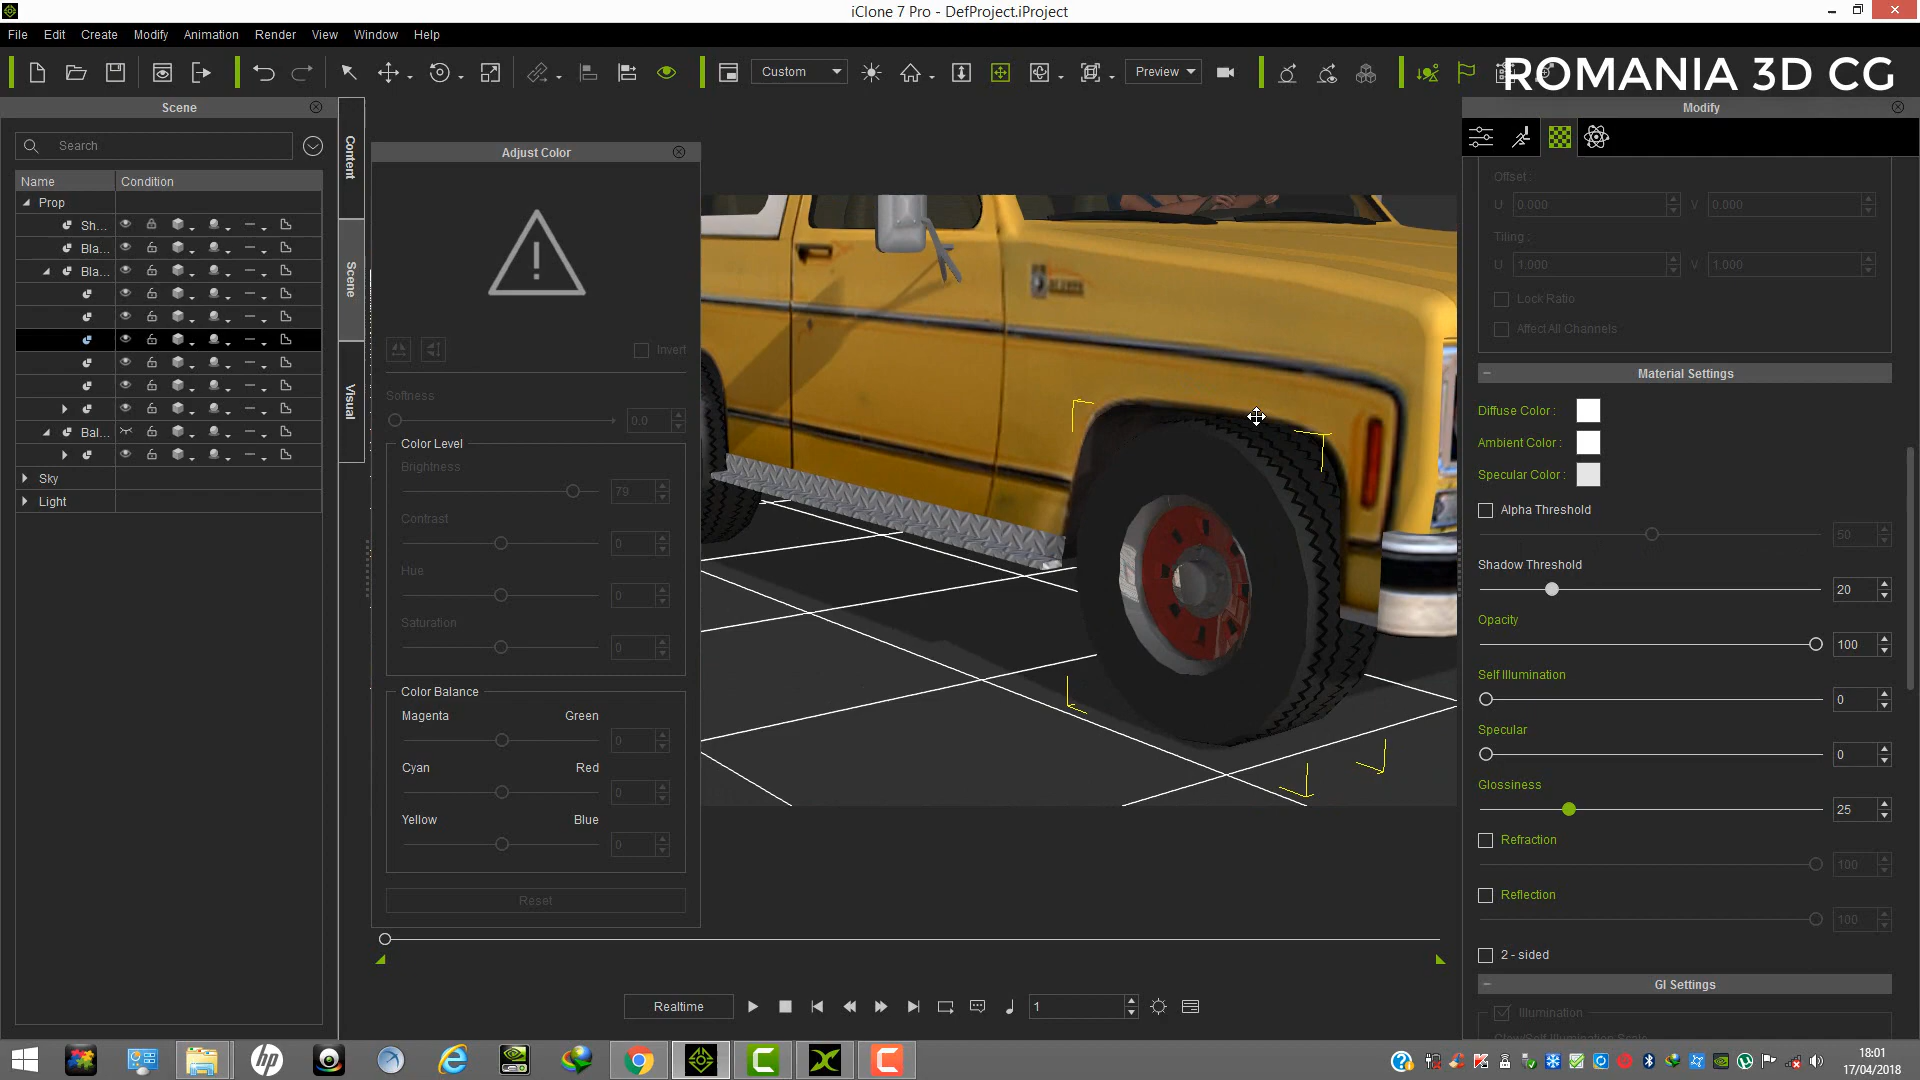 iClone 7 Pro - DefProject.iProject
File Edit Create Modify Animation Render View Window Help
Custom Preview
ROMANIA 3D CG
Scene
Search
Name Condition
Prop
Sh...
Bla...
Bla...
Bal...
Sky
Light
Content
Scene
Visual
Adjust Color
Invert
Softness
0.0
Color Level
Brightness
79
Contrast
0
Hue
0
Saturation
0
Color Balance
Magenta Green
0
Cyan Red
0
Yellow Blue
0
Reset
Realtime
1
Modify
Offset :
U 0.000 V 0.000
Tiling :
U 1.000 V 1.000
Lock Ratio
Affect All Channels
Material Settings
Diffuse Color :
Ambient Color :
Specular Color :
Alpha Threshold
50
Shadow Threshold
20
Opacity
100
Self Illumination
0
Specular
0
Glossiness
25
Refraction
100
Reflection
100
2 - sided
GI Settings
Illumination
18:01
17/04/2018